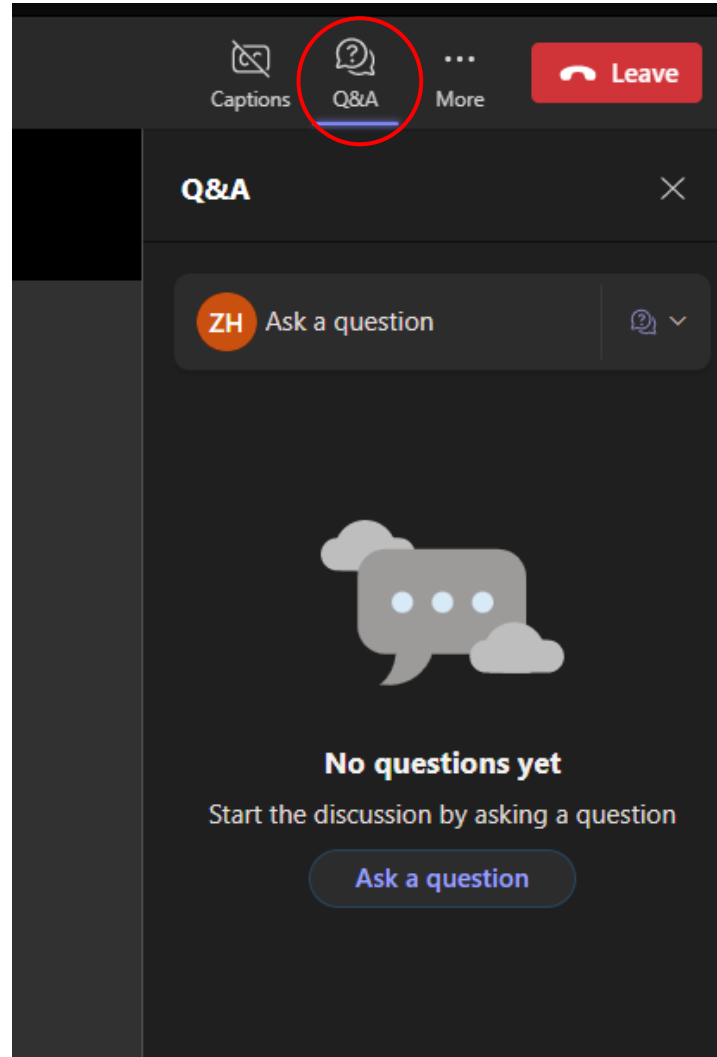 Captions Q&A More Leave
Q&A
ZH Ask a question
No questions yet
Start the discussion by asking a question
Ask a question